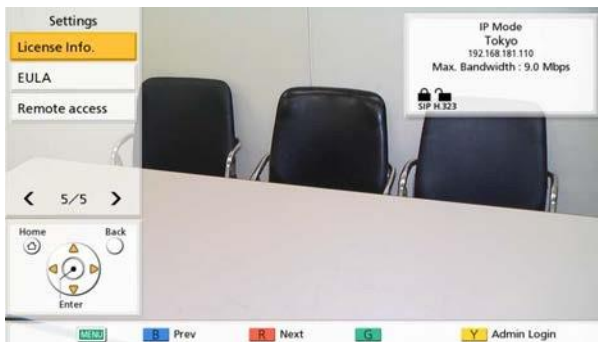 Settings
License Info.
EULA
Remote access
5/5
Home
Back
Enter
IP Mode
Tokyo
192.168.181.110
Max. Bandwidth : 9.0 Mbps
SIP H.323
MENU
B Prev
R Next
G
Y Admin Login